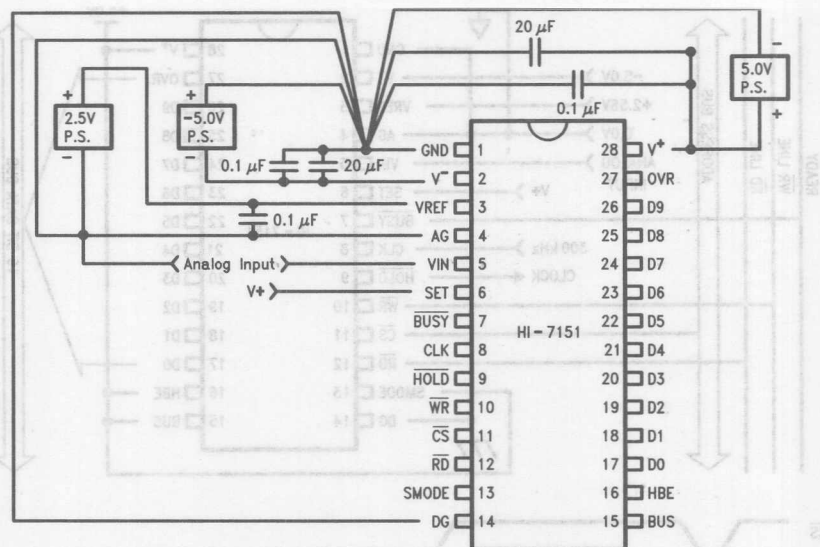 20 µF
0.1 µF
5.0V
P.S.
−
+
+
2.5V
P.S.
−
+
−5.0V
P.S.
−
0.1 µF
20 µF
0.1 µF
Analog Input
V+
HI-7151
GND 1
V⁻ 2
VREF 3
AG 4
VIN 5
SET 6
BUSY 7
CLK 8
HOLD 9
WR 10
CS 11
RD 12
SMODE 13
DG 14
28 V⁺
27 OVR
26 D9
25 D8
24 D7
23 D6
22 D5
21 D4
20 D3
19 D2
18 D1
17 D0
16 HBE
15 BUS